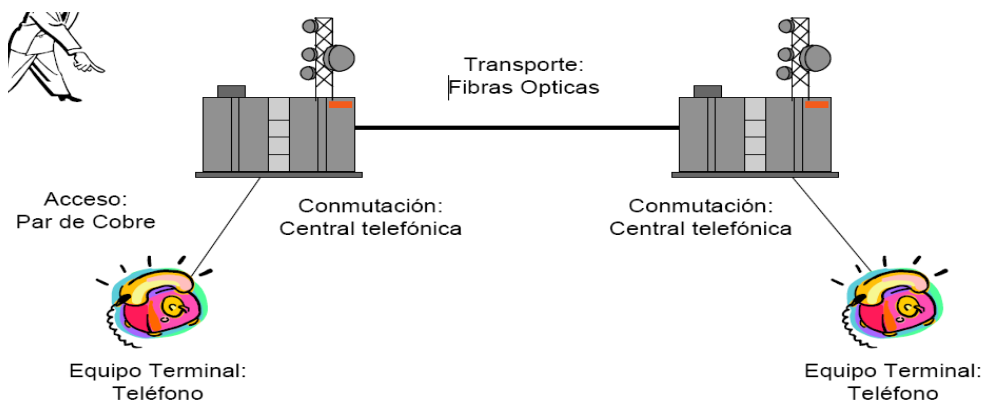 Transporte:
Fibras Opticas
Acceso:
Par de Cobre
Conmutación:
Central telefónica
Conmutación:
Central telefónica
Equipo Terminal:
Teléfono
Equipo Terminal:
Teléfono